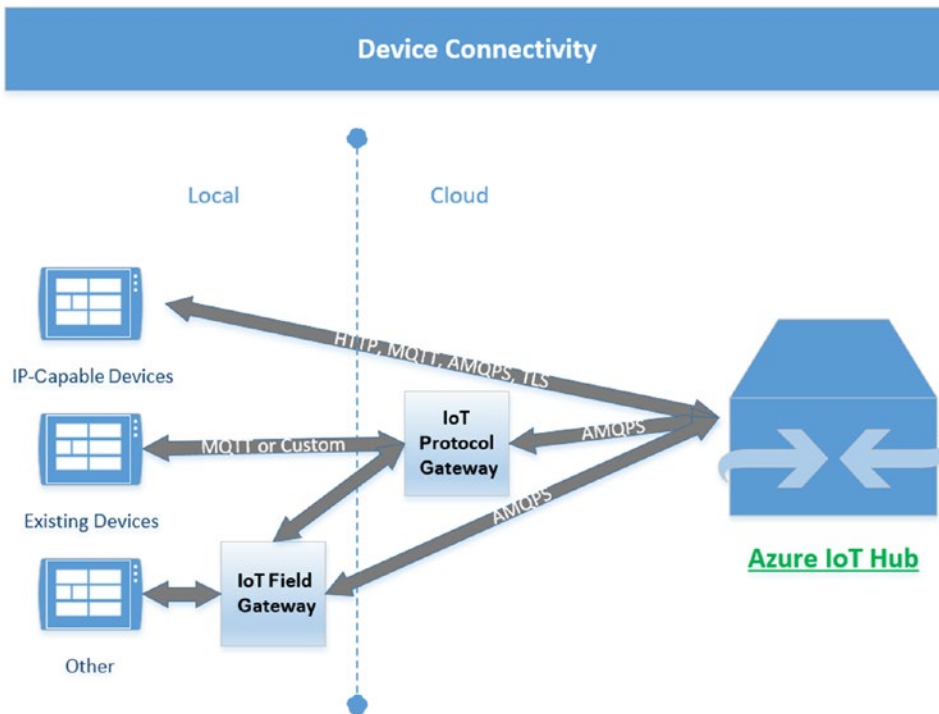 Device Connectivity
Local
Cloud
HTTP, MQTT, AMQPS, TLS
IP-Capable Devices
IoT
Protocol
Gateway
MQTT or Custom
AMQPS
Existing Devices
AMQPS
IoT Field
Gateway
Azure IoT Hub
Other